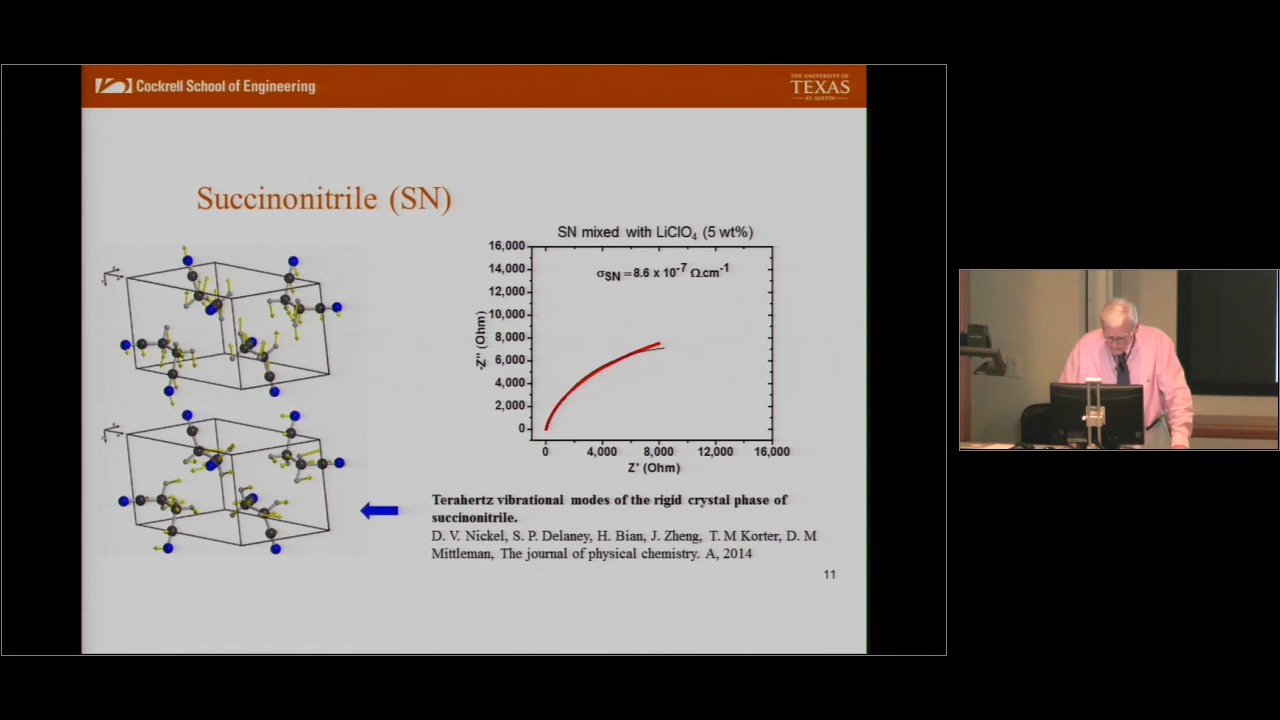 Cockrell School of Engineering
THE UNIVERSITY OF
TEXAS
AT AUSTIN
Succinonitrile (SN)
SN mixed with LiClO4 (5 wt%)
σSN = 8.6 x 10-7 Ω.cm-1
16,000
14,000
12,000
10,000
8,000
6,000
4,000
2,000
0
-Z'' (Ohm)
0 4,000 8,000 12,000 16,000
Z' (Ohm)
Terahertz vibrational modes of the rigid crystal phase of
succinonitrile.
D. V. Nickel, S. P. Delaney, H. Bian, J. Zheng, T. M Korter, D. M
Mittleman, The journal of physical chemistry. A, 2014
11